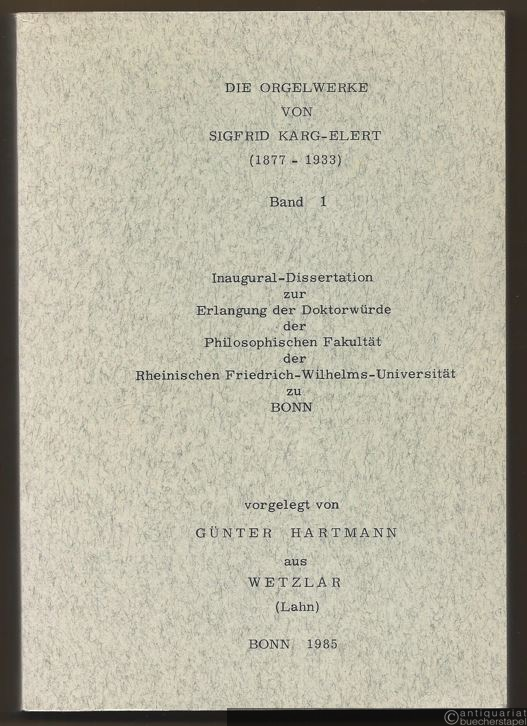 DIE ORGELWERKE
VON
SIGFRID KARG-ELERT
(1877 - 1933)
Band 1
Inaugural-Dissertation
zur
Erlangung der Doktorwürde
der
Philosophischen Fakultät
der
Rheinischen Friedrich-Wilhelms-Universität
zu
BONN
vorgelegt von
GÜNTER HARTMANN
aus
WETZLAR
(Lahn)
BONN 1985
©antiquariat
buecherstapel